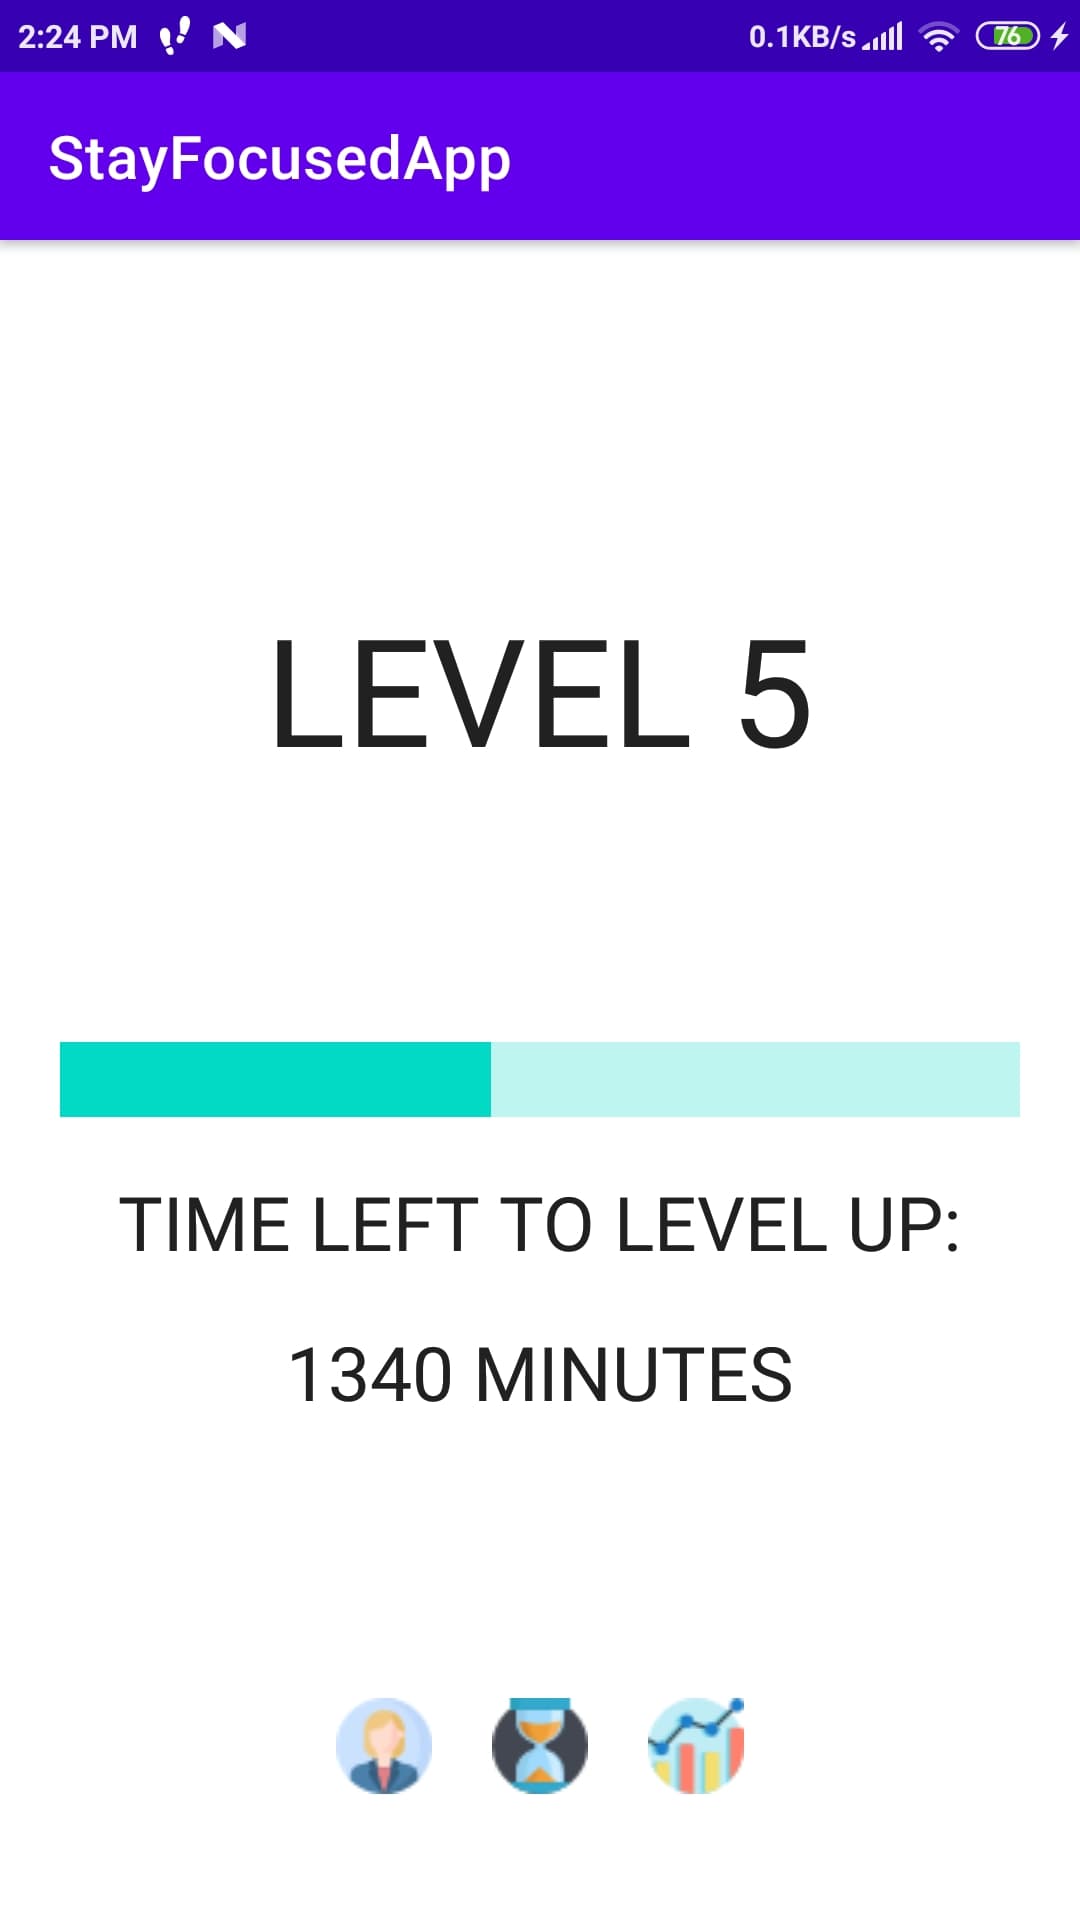 2:24 PM 0.1KB/s 76
StayFocusedApp
LEVEL 5
TIME LEFT TO LEVEL UP:
1340 MINUTES